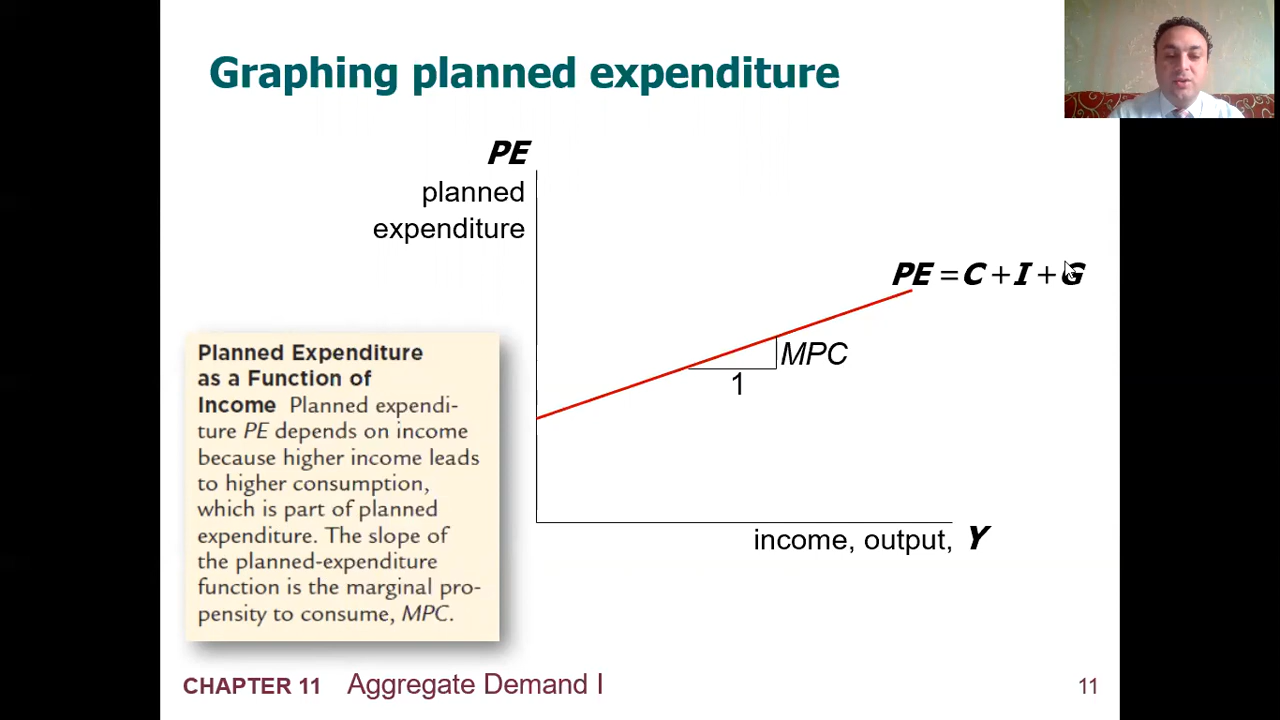 Graphing planned expenditure
PE
planned
expenditure
PE = C + I + G
MPC
1
income, output, Y
Planned Expenditure
as a Function of
Income Planned expendi-
ture PE depends on income
because higher income leads
to higher consumption,
which is part of planned
expenditure. The slope of
the planned-expenditure
function is the marginal pro-
pensity to consume, MPC.
CHAPTER 11 Aggregate Demand I
11